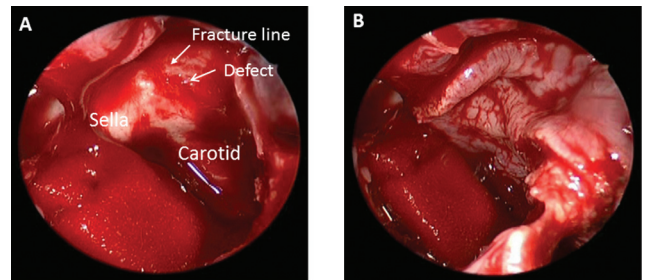 A
Fracture line
Defect
Sella
Carotid
B